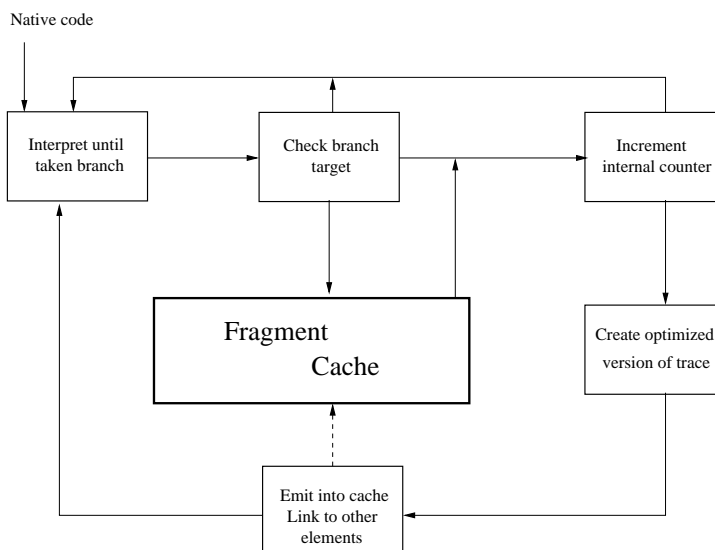 Native code
Interpret until
taken branch
Check branch
target
Increment
internal counter
Fragment
Cache
Create optimized
version of trace
Emit into cache
Link to other
elements